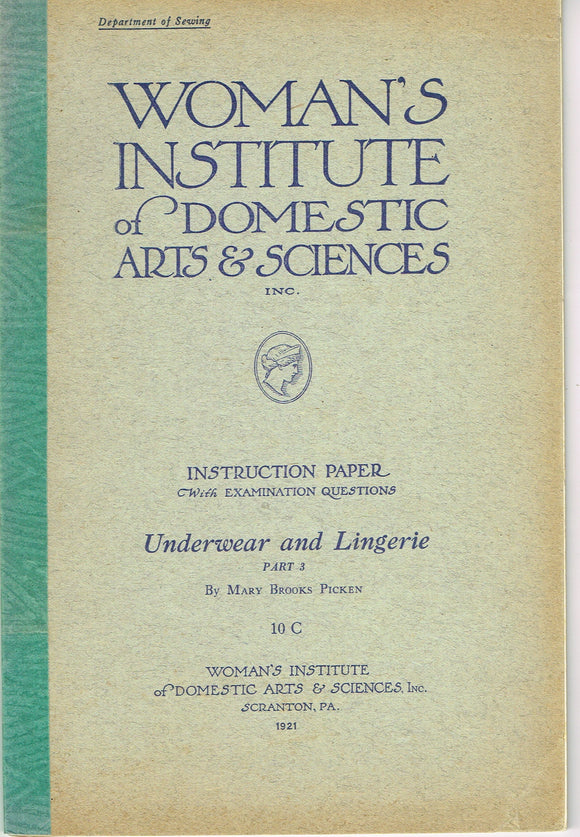 Department of Sewing
WOMAN'S
INSTITUTE
of DOMESTIC
ARTS & SCIENCES
INC.
INSTRUCTION PAPER
With EXAMINATION QUESTIONS
Underwear and Lingerie
PART 3
By MARY BROOKS PICKEN
10 C
WOMAN'S INSTITUTE
of DOMESTIC ARTS & SCIENCES, Inc.
SCRANTON, PA.
1921